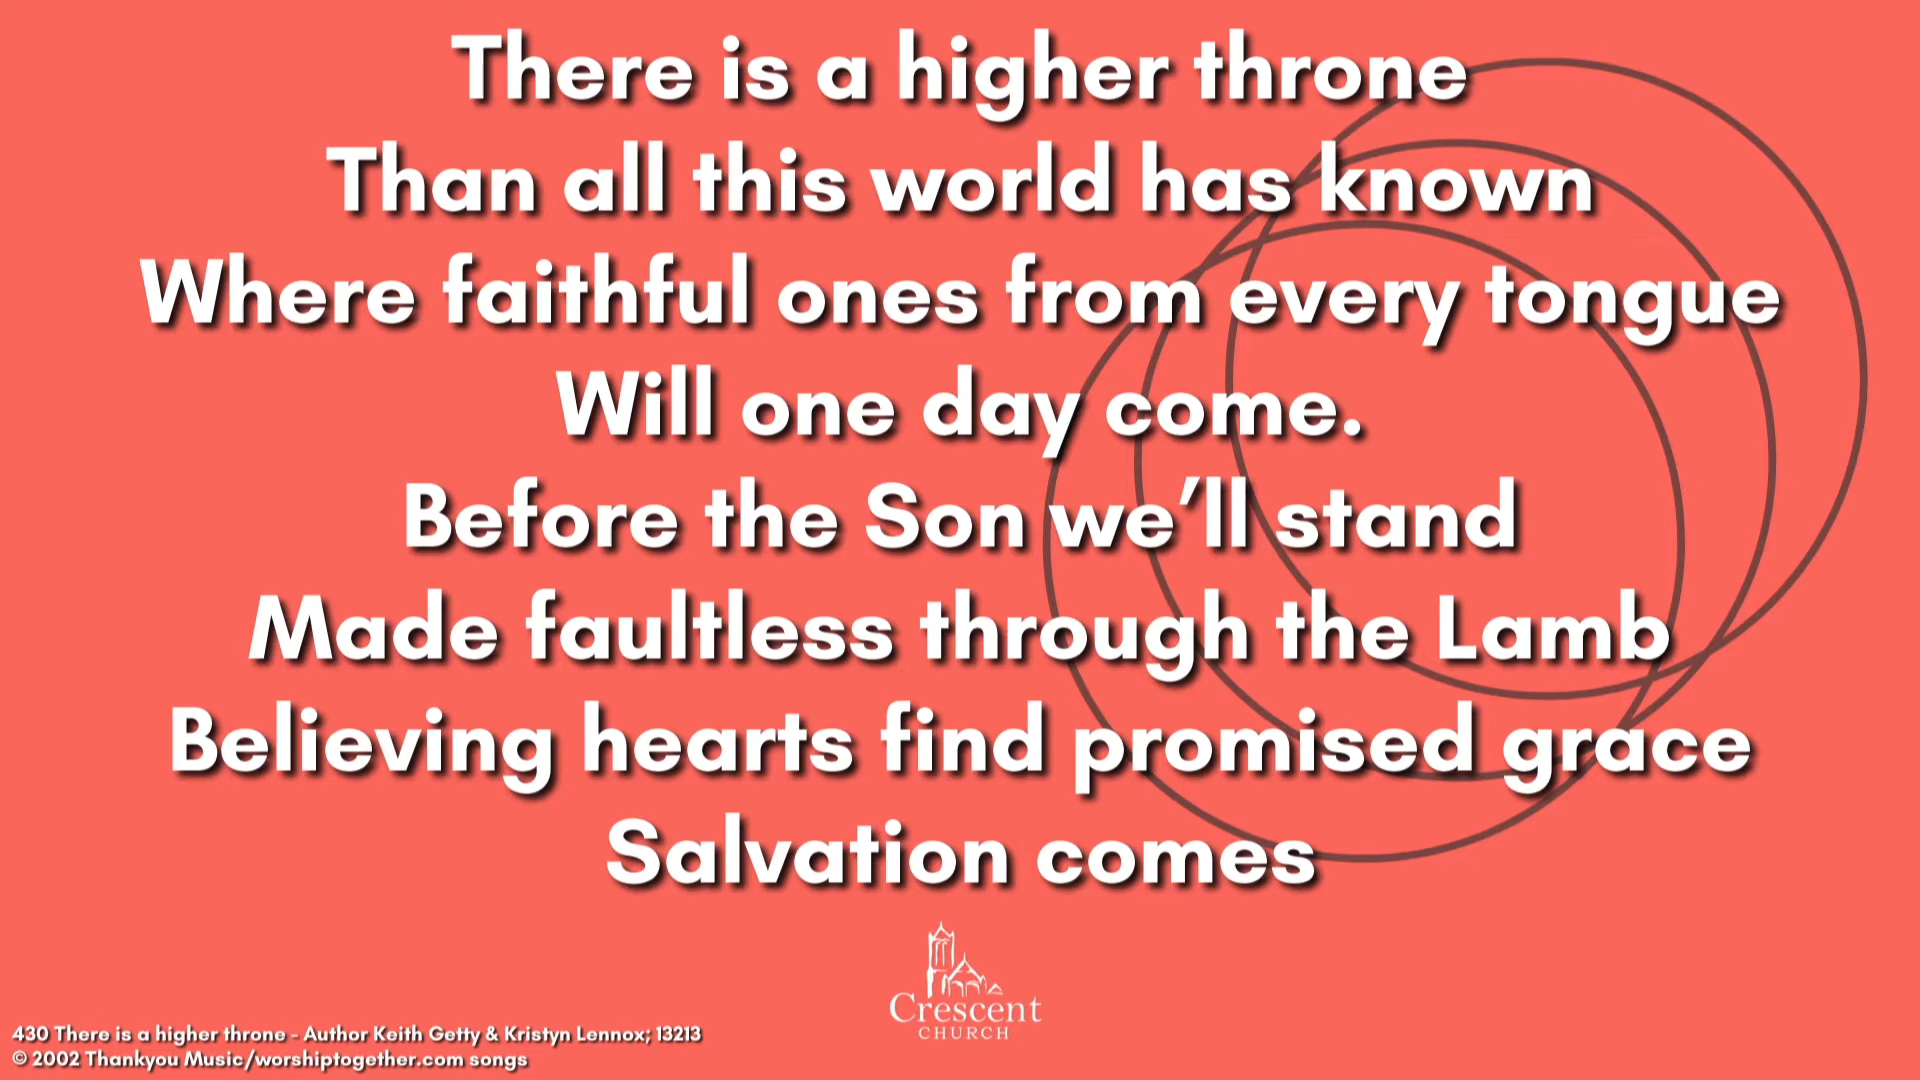 There is a higher throne
Than all this world has known
Where faithful ones from every tongue
Will one day come.
Before the Son we’ll stand
Made faultless through the Lamb
Believing hearts find promised grace
Salvation comes
Crescent
CHURCH
430 There is a higher throne - Author Keith Getty & Kristyn Lennox; 13213
© 2002 Thankyou Music/worshiptogether.com songs